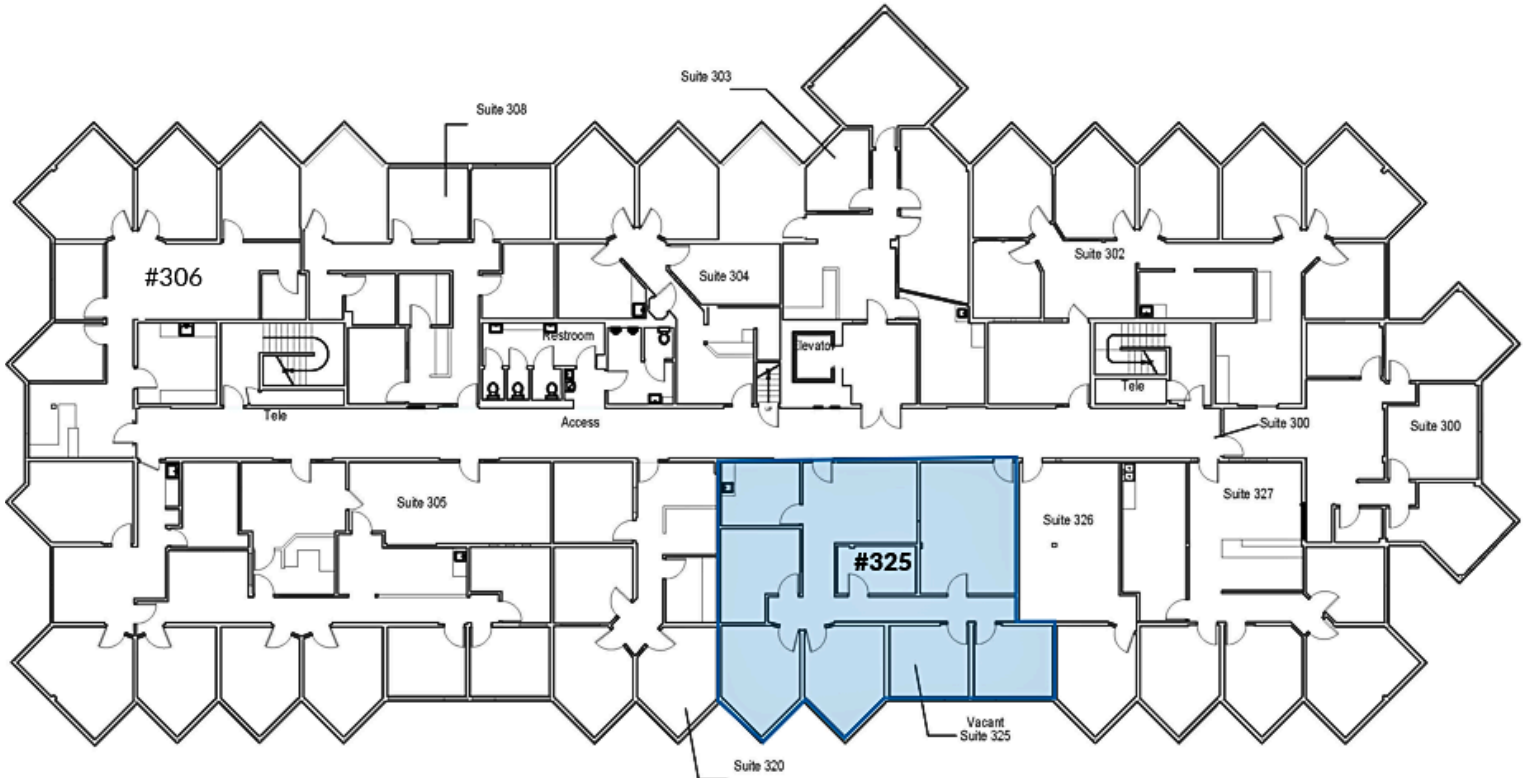 Suite 303
Suite 308
Suite 302
#306
Suite 304
Restroom
Elevator
Tele
Tele
Access
Suite 300
Suite 300
Suite 305
Suite 327
Suite 326
#325
Vacant
Suite 325
Suite 320